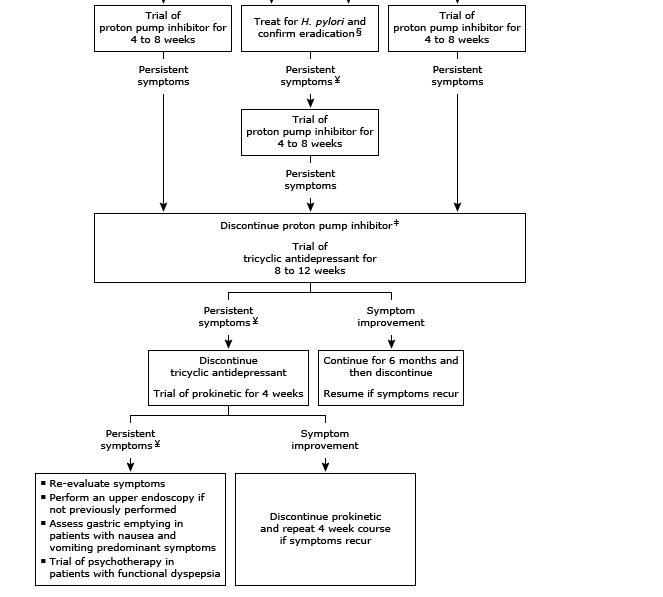 Trial of
proton pump inhibitor for
4 to 8 weeks
Treat for H. pylori and
confirm eradication§
Trial of
proton pump inhibitor for
4 to 8 weeks
Persistent
symptoms
Persistent
symptoms¥
Persistent
symptoms
Trial of
proton pump inhibitor for
4 to 8 weeks
Persistent
symptoms
Discontinue proton pump inhibitor‡
Trial of
tricyclic antidepressant for
8 to 12 weeks
Persistent
symptoms¥
Symptom
improvement
Discontinue
tricyclic antidepressant
Trial of prokinetic for 4 weeks
Continue for 6 months and
then discontinue
Resume if symptoms recur
Persistent
symptoms¥
Symptom
improvement
▪ Re-evaluate symptoms
▪ Perform an upper endoscopy if
not previously performed
▪ Assess gastric emptying in
patients with nausea and
vomiting predominant symptoms
▪ Trial of psychotherapy in
patients with functional dyspepsia
Discontinue prokinetic
and repeat 4 week course
if symptoms recur